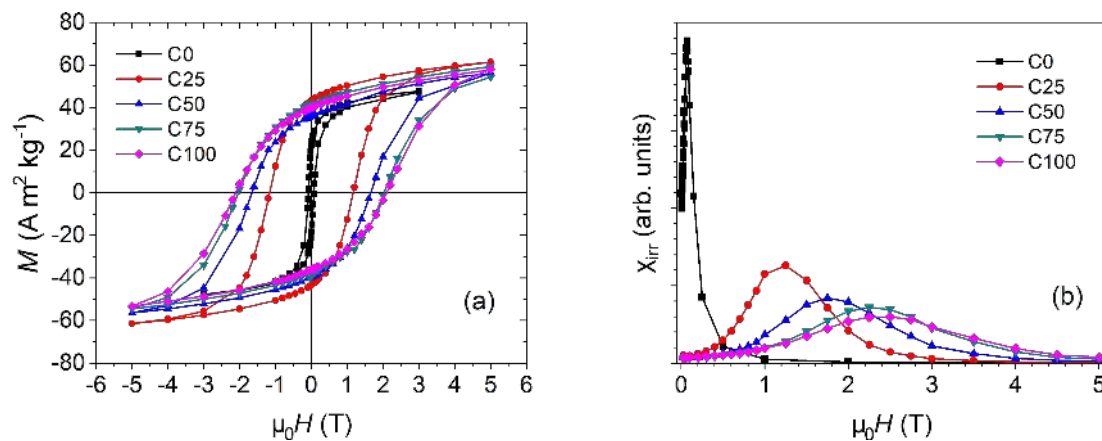 80
60
40
20
0
-20
-40
-60
-80
M (A m² kg⁻¹)
C0
C25
C50
C75
C100
(a)
-6 -5 -4 -3 -2 -1 0 1 2 3 4 5 6
μ₀H (T)
X_irr (arb. units)
C0
C25
C50
C75
C100
(b)
0 1 2 3 4 5
μ₀H (T)